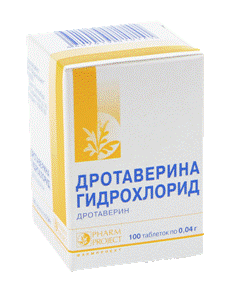 ДРОТАВЕРИНА
ГИДРОХЛОРИД
ДРОТАВЕРИН
PHARM
PROJECT
100 таблеток по 0.04 г